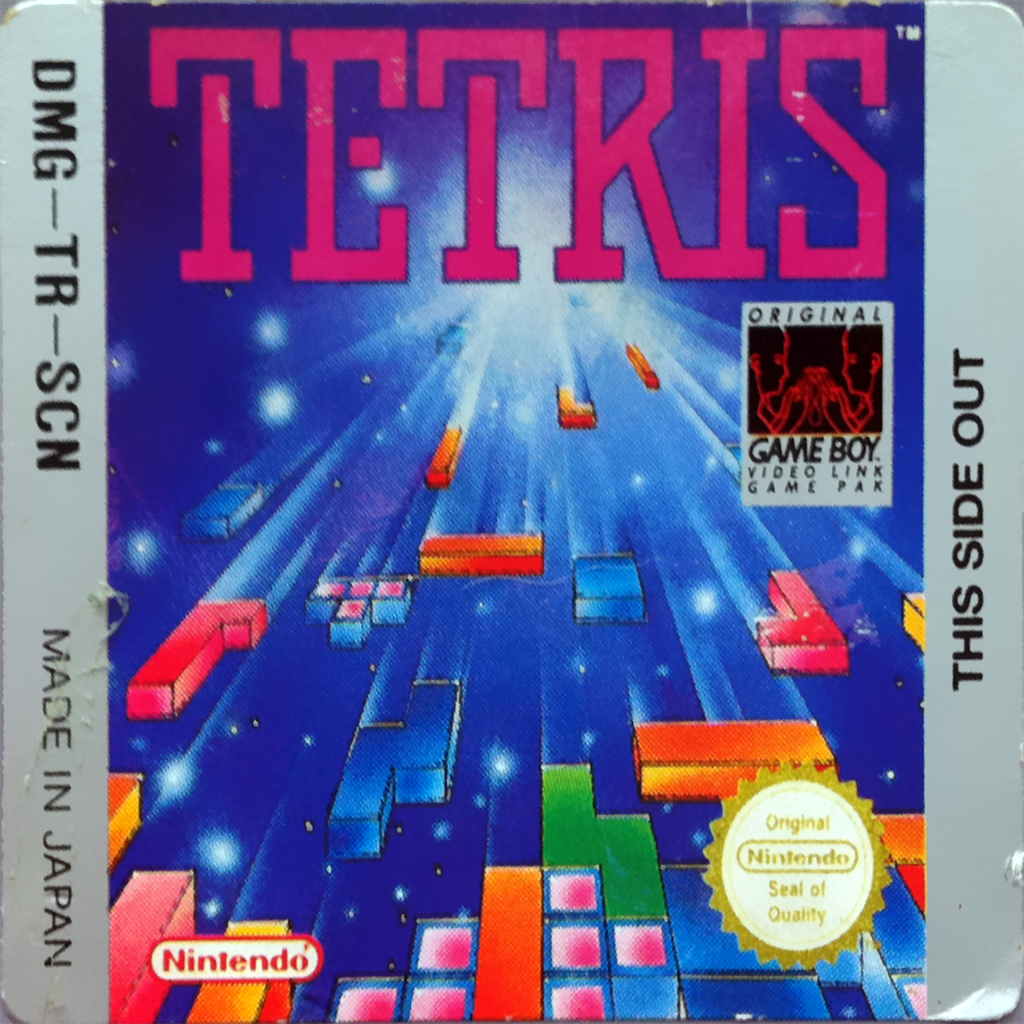 TETRIS
TM
DMG-TR-SCN
MADE IN JAPAN
ORIGINAL
GAME BOY
VIDEO LINK
GAME PAK
THIS SIDE OUT
Original
Nintendo
Seal of
Quality
Nintendo